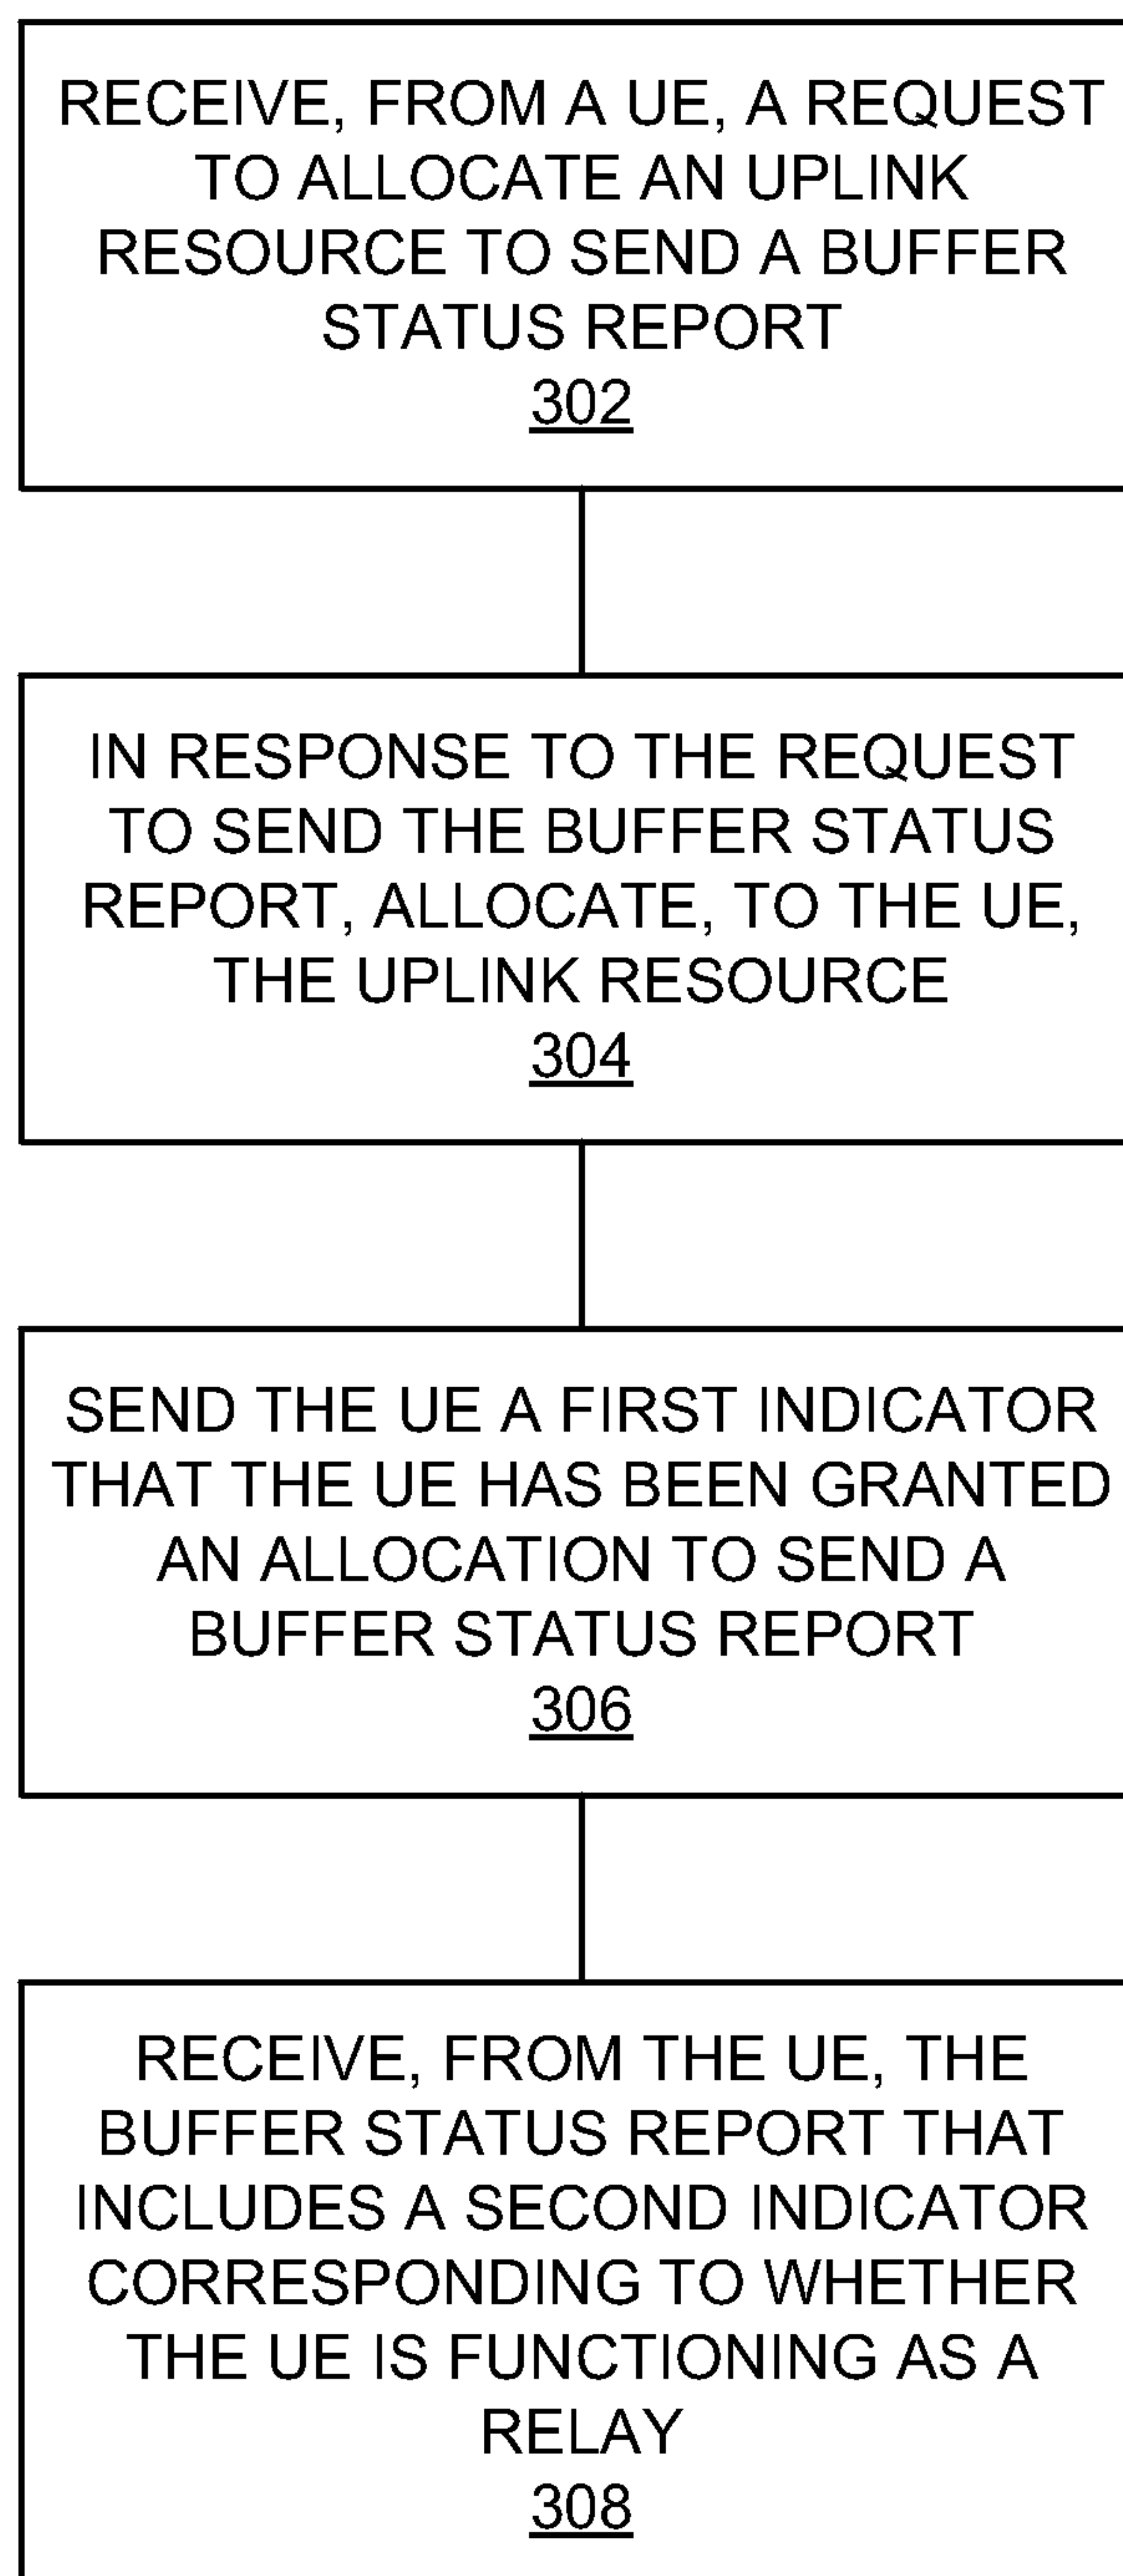 RECEIVE, FROM A UE, A REQUEST
TO ALLOCATE AN UPLINK
RESOURCE TO SEND A BUFFER
STATUS REPORT
302
IN RESPONSE TO THE REQUEST
TO SEND THE BUFFER STATUS
REPORT, ALLOCATE, TO THE UE,
THE UPLINK RESOURCE
304
SEND THE UE A FIRST INDICATOR
THAT THE UE HAS BEEN GRANTED
AN ALLOCATION TO SEND A
BUFFER STATUS REPORT
306
RECEIVE, FROM THE UE, THE
BUFFER STATUS REPORT THAT
INCLUDES A SECOND INDICATOR
CORRESPONDING TO WHETHER
THE UE IS FUNCTIONING AS A
RELAY
308